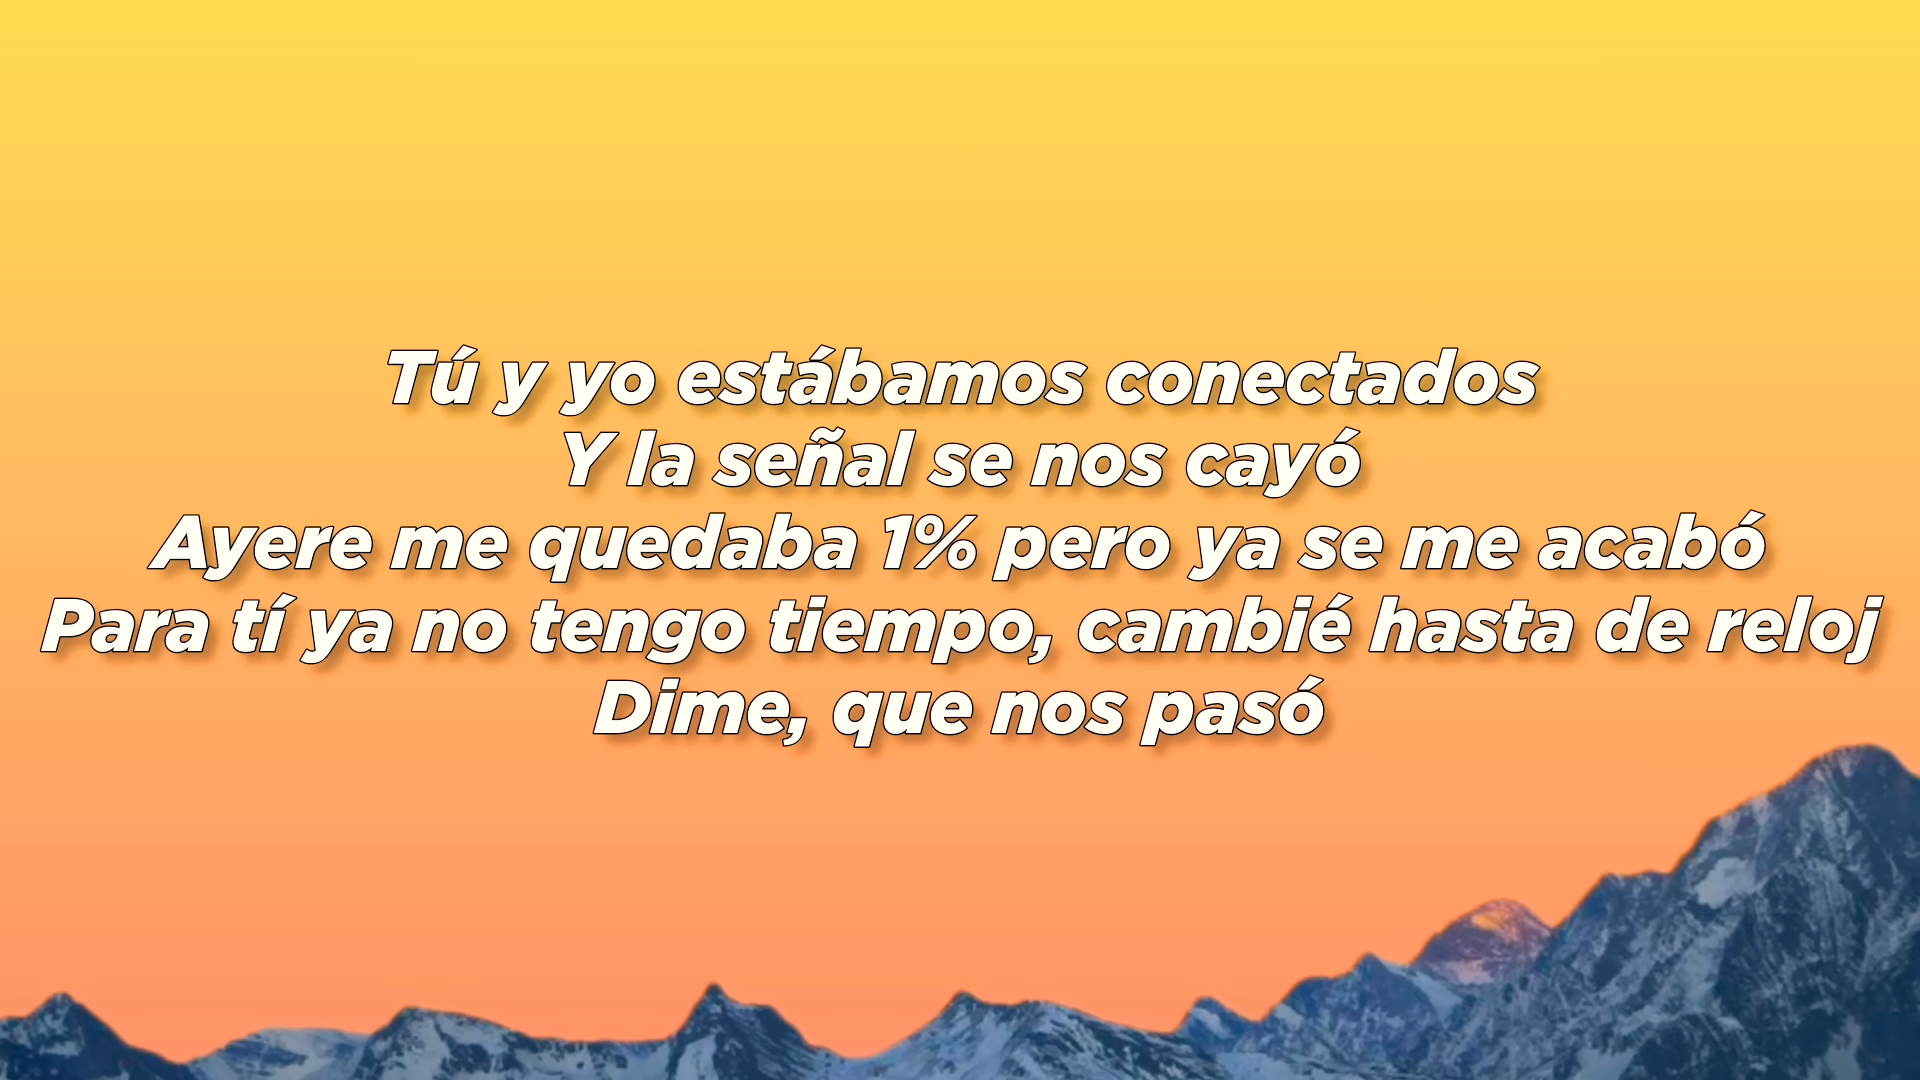 Tú y yo estábamos conectados
Y la señal se nos cayó
Ayere me quedaba 1% pero ya se me acabó
Para tí ya no tengo tiempo, cambié hasta de reloj
Dime, que nos pasó